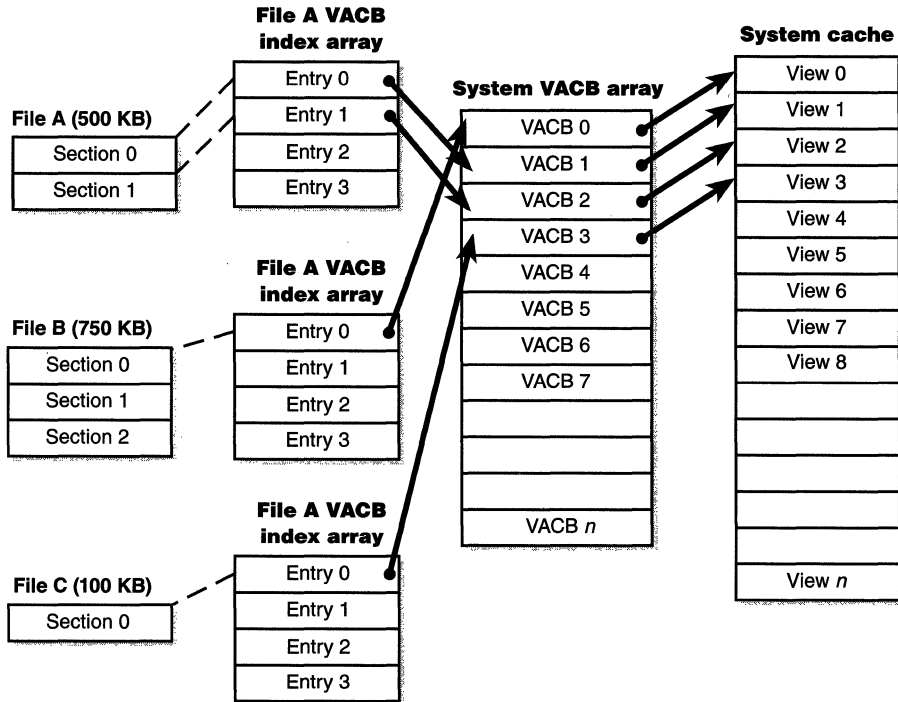 File A VACB
index array
Entry 0
Entry 1
Entry 2
Entry 3
File A (500 KB)
Section 0
Section 1
File A VACB
index array
Entry 0
Entry 1
Entry 2
Entry 3
File B (750 KB)
Section 0
Section 1
Section 2
File A VACB
index array
Entry 0
Entry 1
Entry 2
Entry 3
File C (100 KB)
Section 0
System VACB array
VACB 0
VACB 1
VACB 2
VACB 3
VACB 4
VACB 5
VACB 6
VACB 7
VACB n
System cache
View 0
View 1
View 2
View 3
View 4
View 5
View 6
View 7
View 8
View n